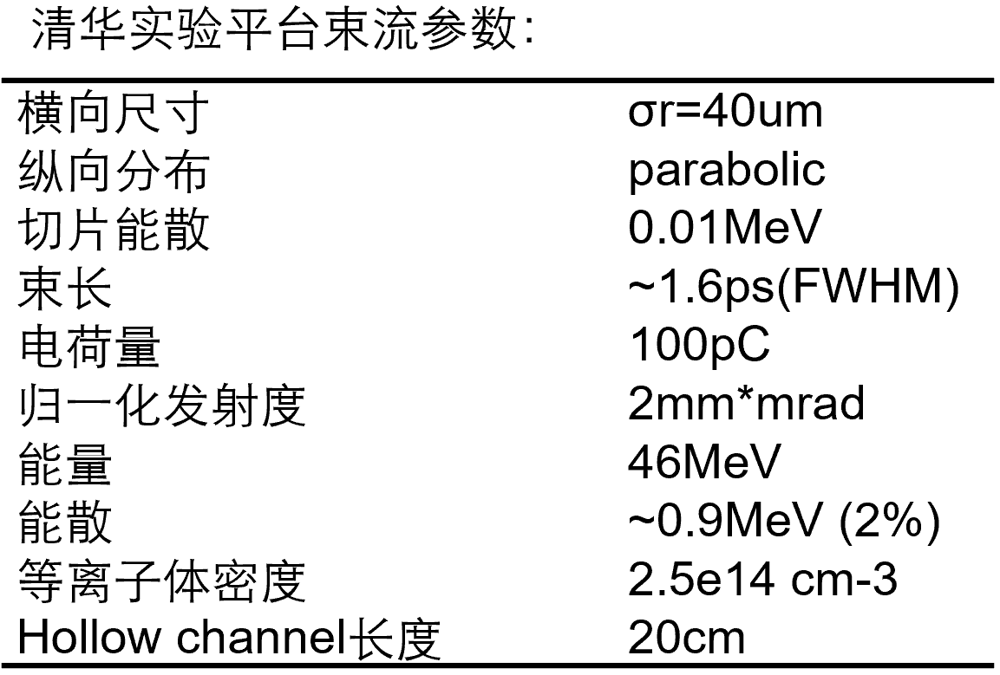 清华实验平台束流参数：
横向尺寸 σr=40um
纵向分布 parabolic
切片能散 0.01MeV
束长 ~1.6ps(FWHM)
电荷量 100pC
归一化发射度 2mm*mrad
能量 46MeV
能散 ~0.9MeV (2%)
等离子体密度 2.5e14 cm-3
Hollow channel长度 20cm